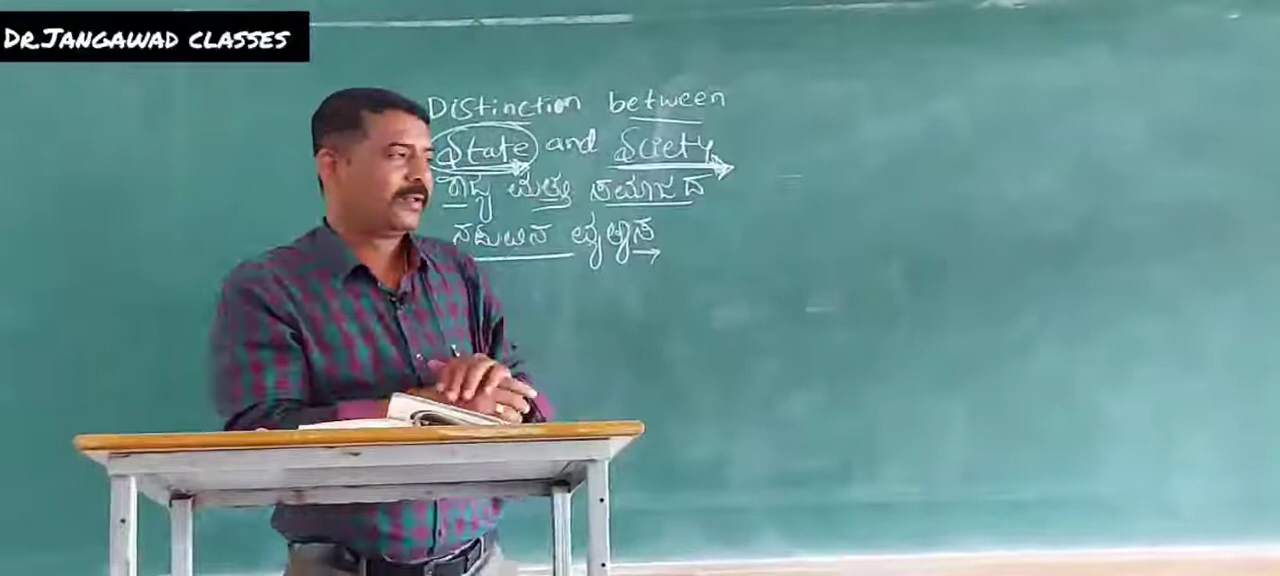 DR.JANGAWAD CLASSES
Distinction between
State and Society
ರಾಜ್ಯ ಮತ್ತು ಸಮಾಜದ
ನಡುವಿನ ವ್ಯತ್ಯಾಸ